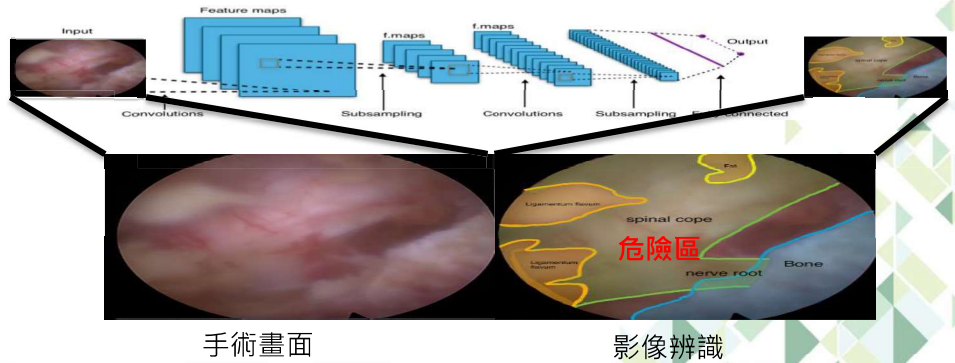 Feature maps
Input
f.maps
f.maps
Output
Convolutions
Subsampling
Convolutions
Subsampling
connected
Fat
Ligamentum flavum
spinal cope
危險區
Ligamentum flavum
nerve root
Bone
手術畫面
影像辨識